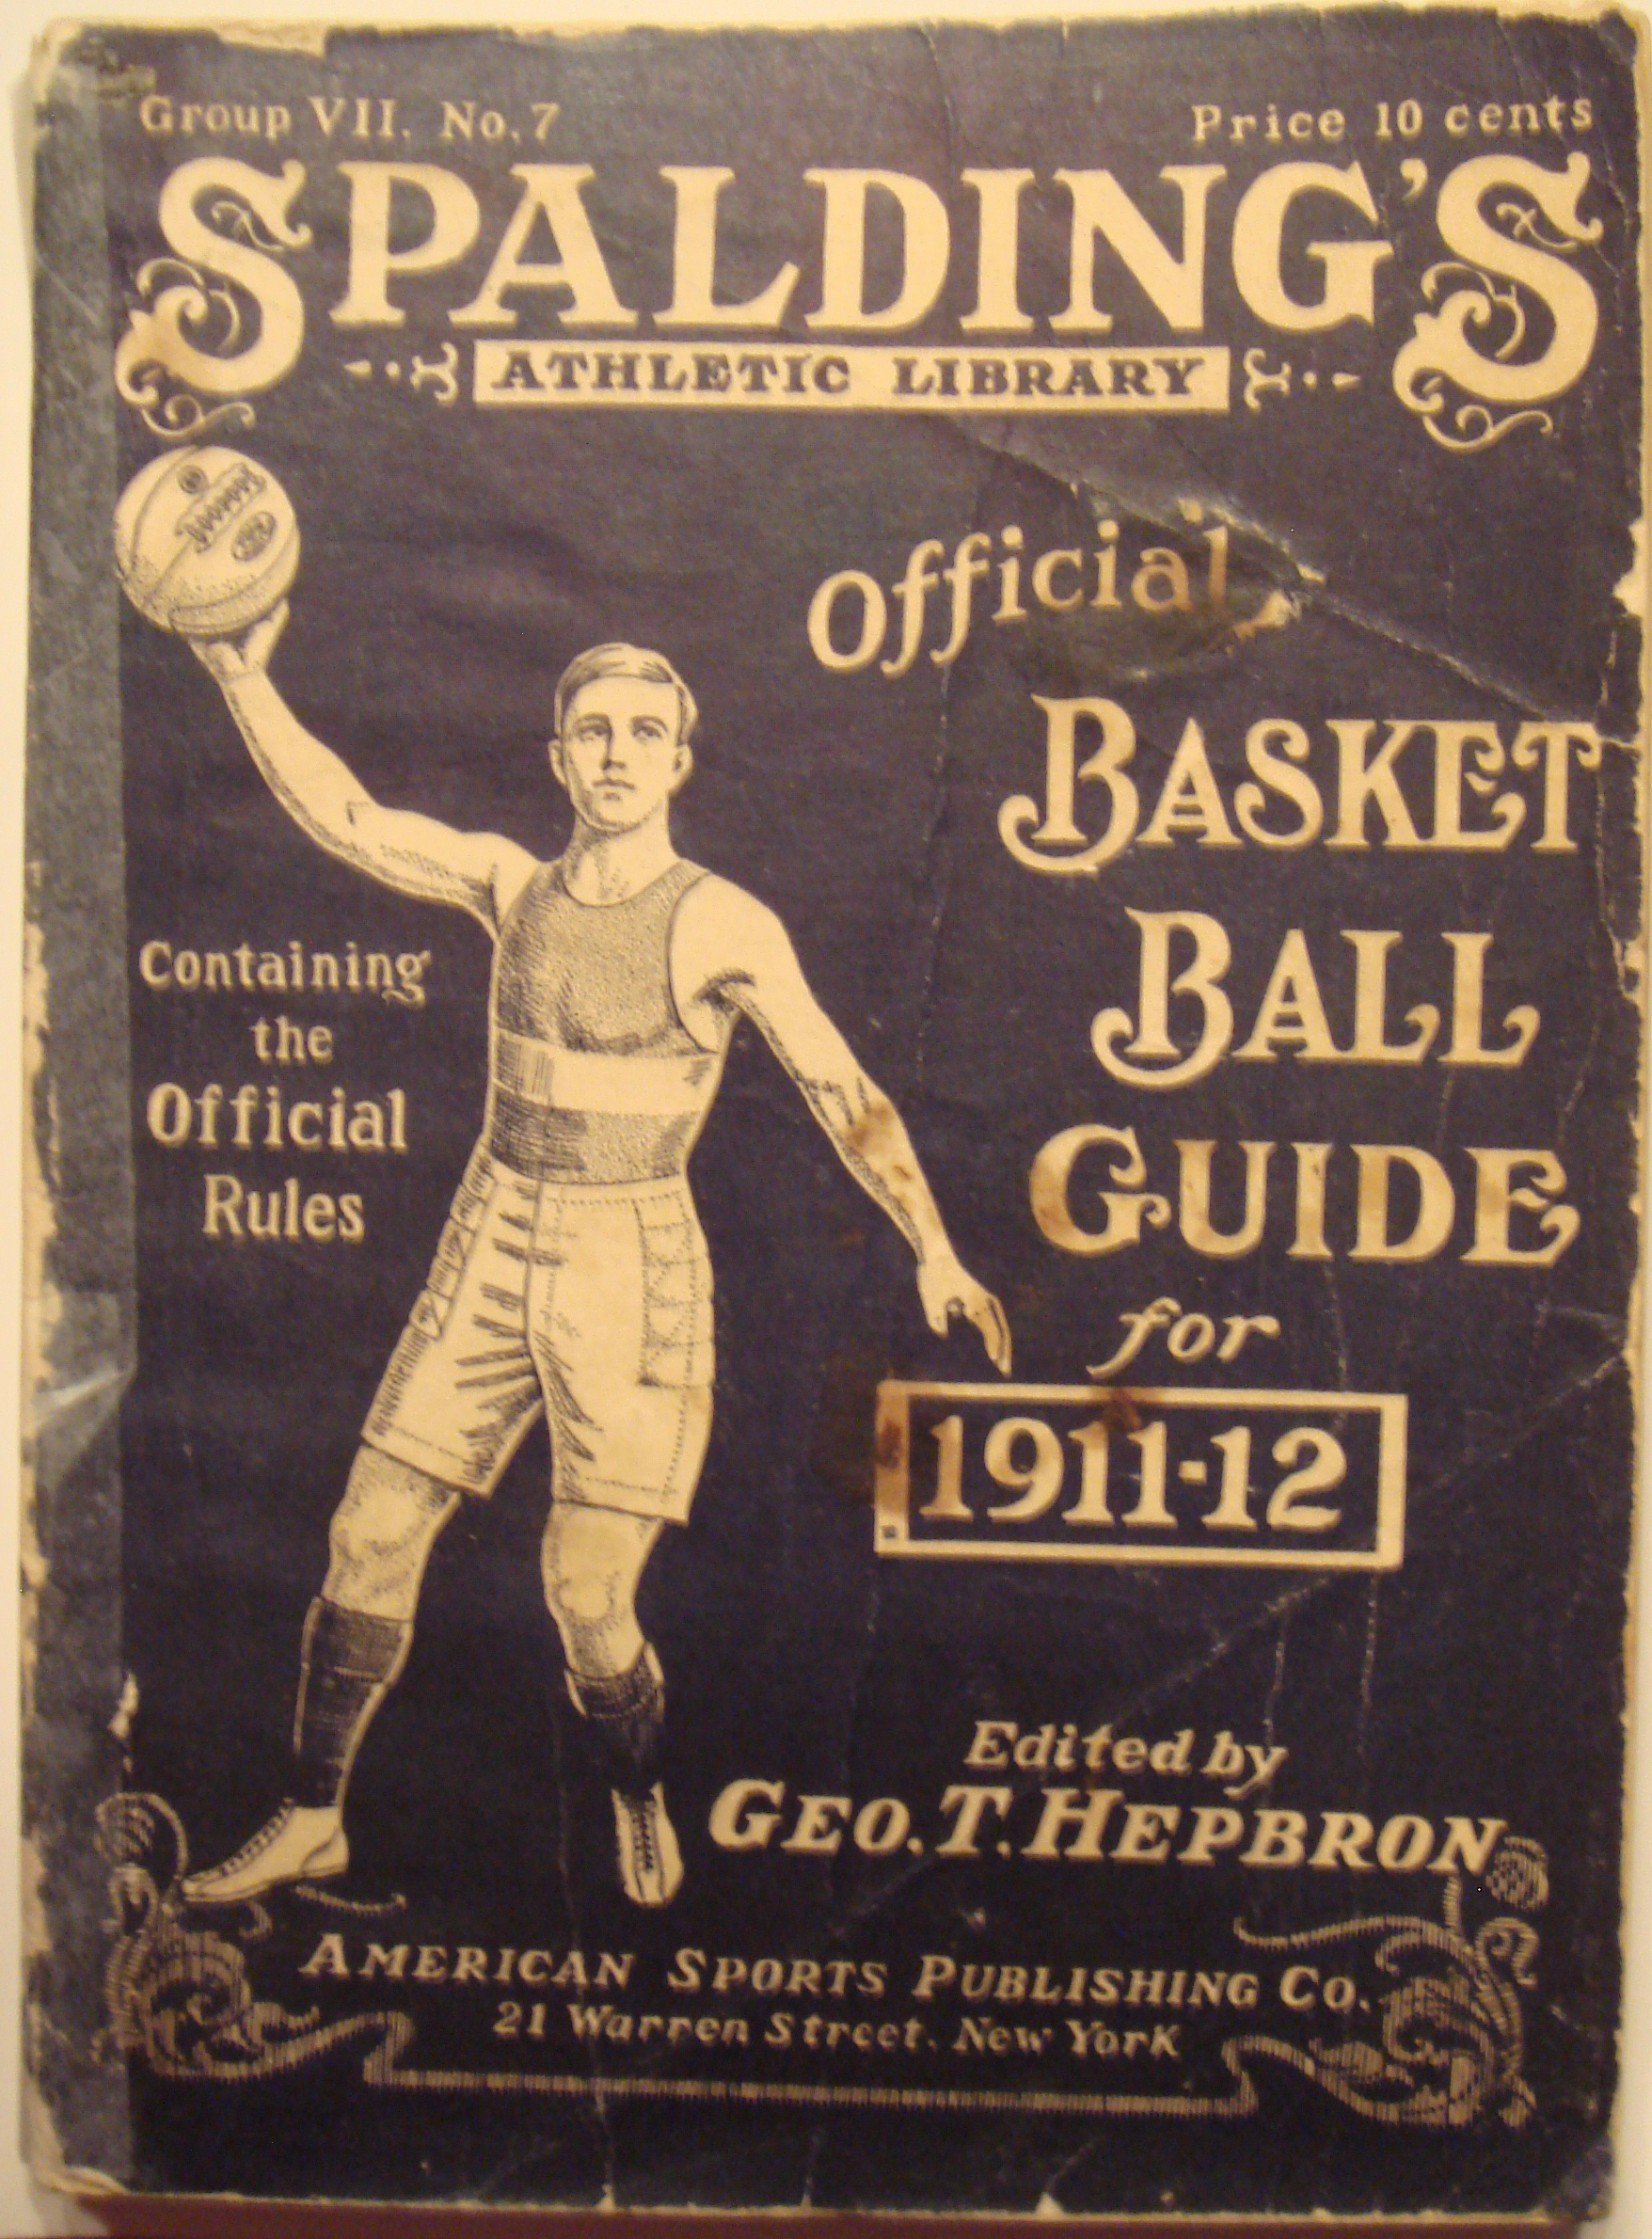 Group VII. No. 7
Price 10 cents
SPALDING'S
ATHLETIC LIBRARY
Official
BASKET
BALL
GUIDE
for
1911-12
Containing
the
Official
Rules
Edited by
GEO. T. HEPBRON
AMERICAN SPORTS PUBLISHING CO.
21 Warren Street, New York